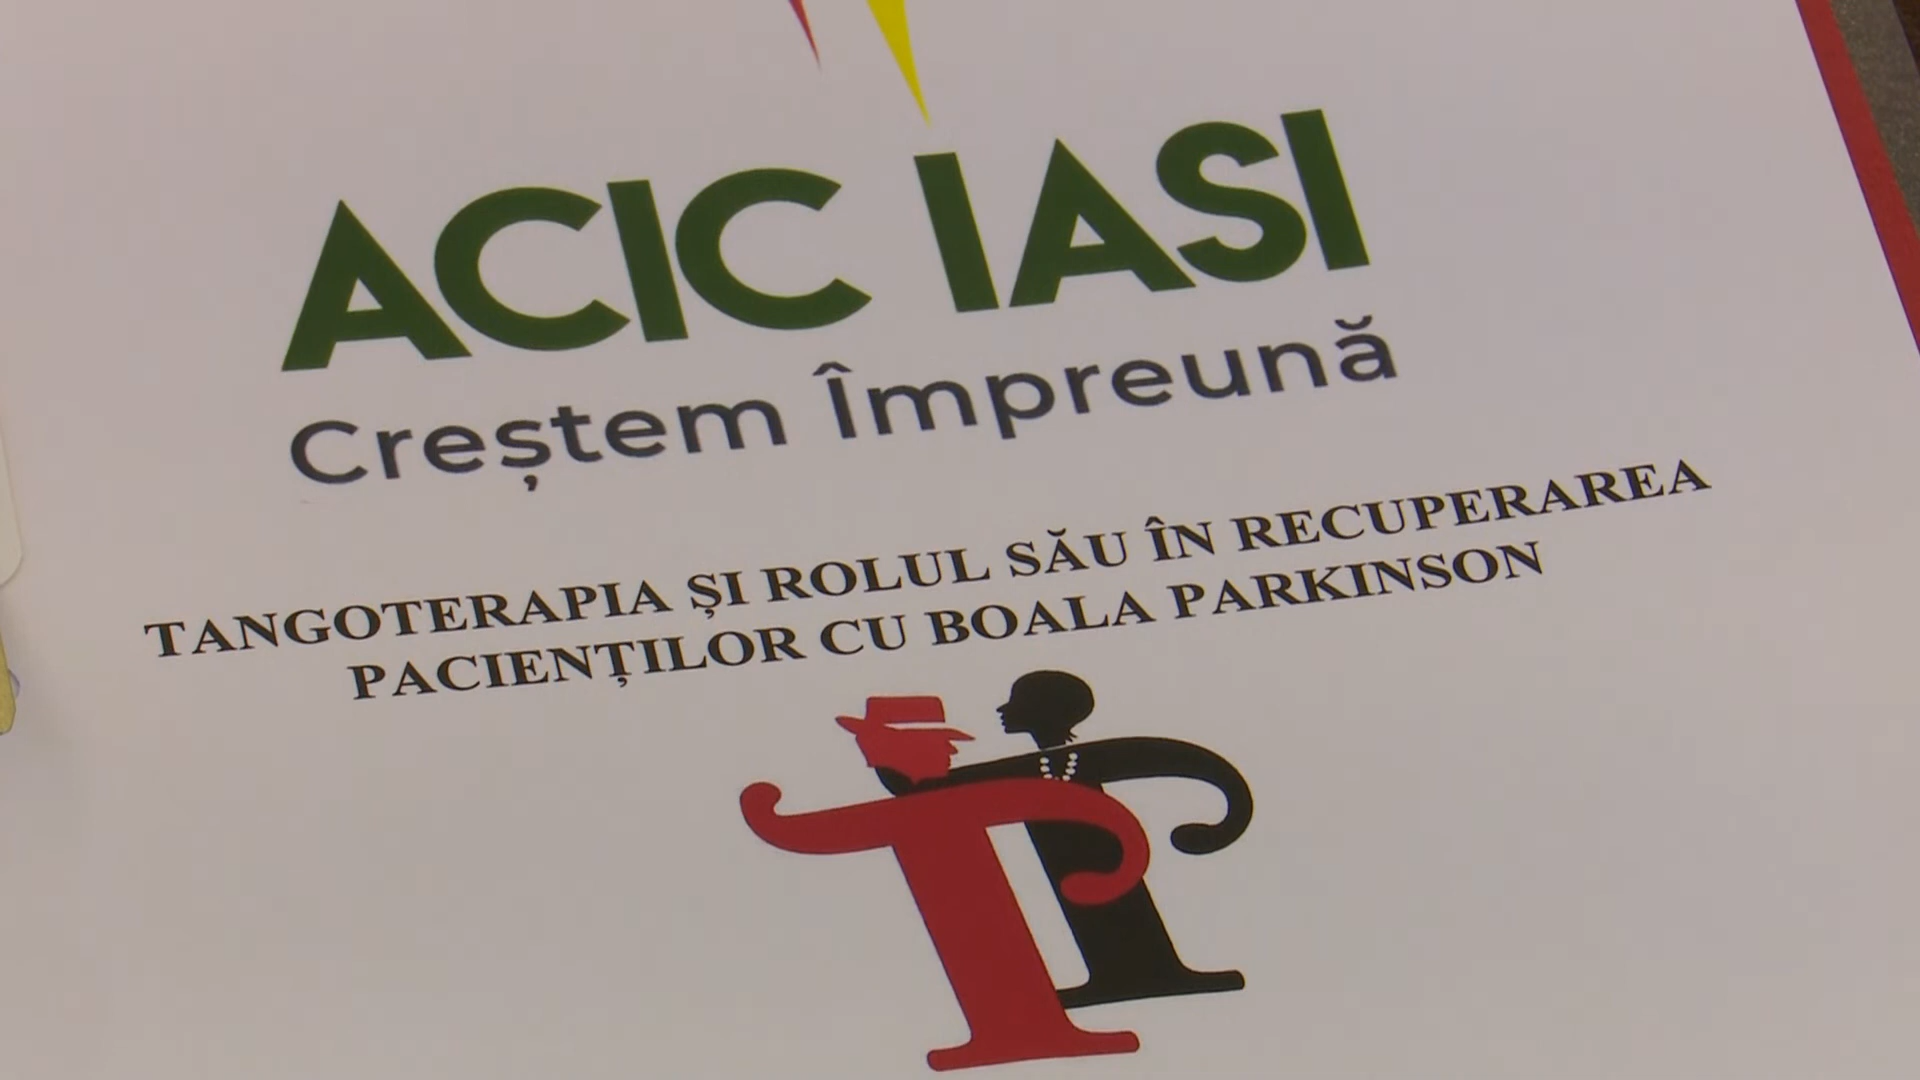 ACIC IASI
Creștem Împreună
TANGOTERAPIA ȘI ROLUL SĂU ÎN RECUPERAREA
PACIENȚILOR CU BOALA PARKINSON